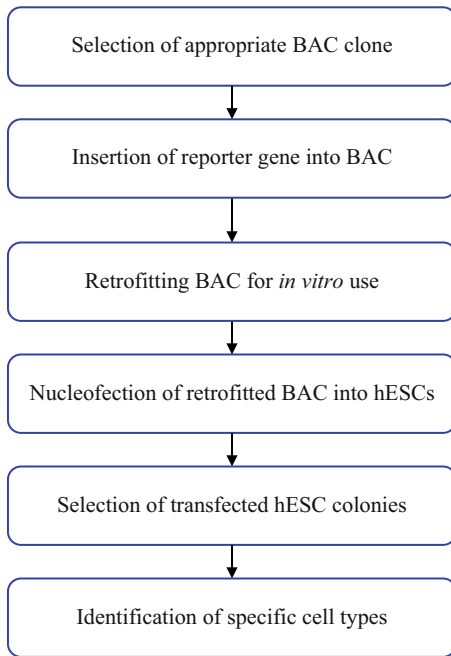 Selection of appropriate BAC clone
Insertion of reporter gene into BAC
Retrofitting BAC for in vitro use
Nucleofection of retrofitted BAC into hESCs
Selection of transfected hESC colonies
Identification of specific cell types